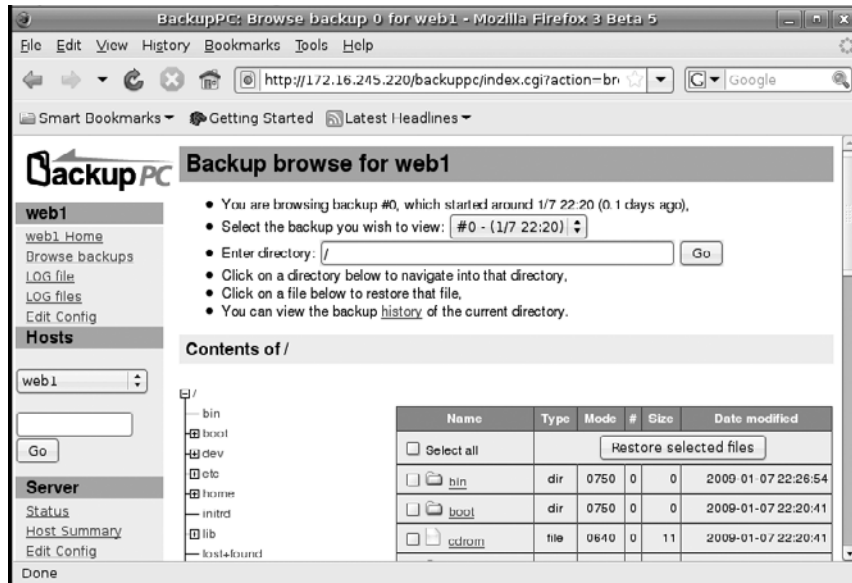 BackupPC: Browse backup 0 for web1 - Mozilla Firefox 3 Beta 5
File Edit View History Bookmarks Tools Help
http://172.16.245.220/backuppc/index.cgi?action=br
G Google
Smart Bookmarks Getting Started Latest Headlines
BackupPC
Backup browse for web1
You are browsing backup #0, which started around 1/7 22:20 (0.1 days ago),
Select the backup you wish to view: #0 - (1/7 22:20)
Enter directory: / Go
Click on a directory below to navigate into that directory,
Click on a file below to restore that file,
You can view the backup history of the current directory.
web1
web1 Home
Browse backups
LOG file
LOG files
Edit Config
Hosts
web1
Go
Server
Status
Host Summary
Edit Config
Contents of /
/
bin
boot
dev
etc
home
initrd
lib
lost+found
Name Type Mode # Size Date modified
Select all Restore selected files
bin dir 0750 0 0 2009-01-07 22:26:54
boot dir 0750 0 0 2009-01-07 22:20:41
cdrom file 0640 0 11 2009-01-07 22:20:41
Done